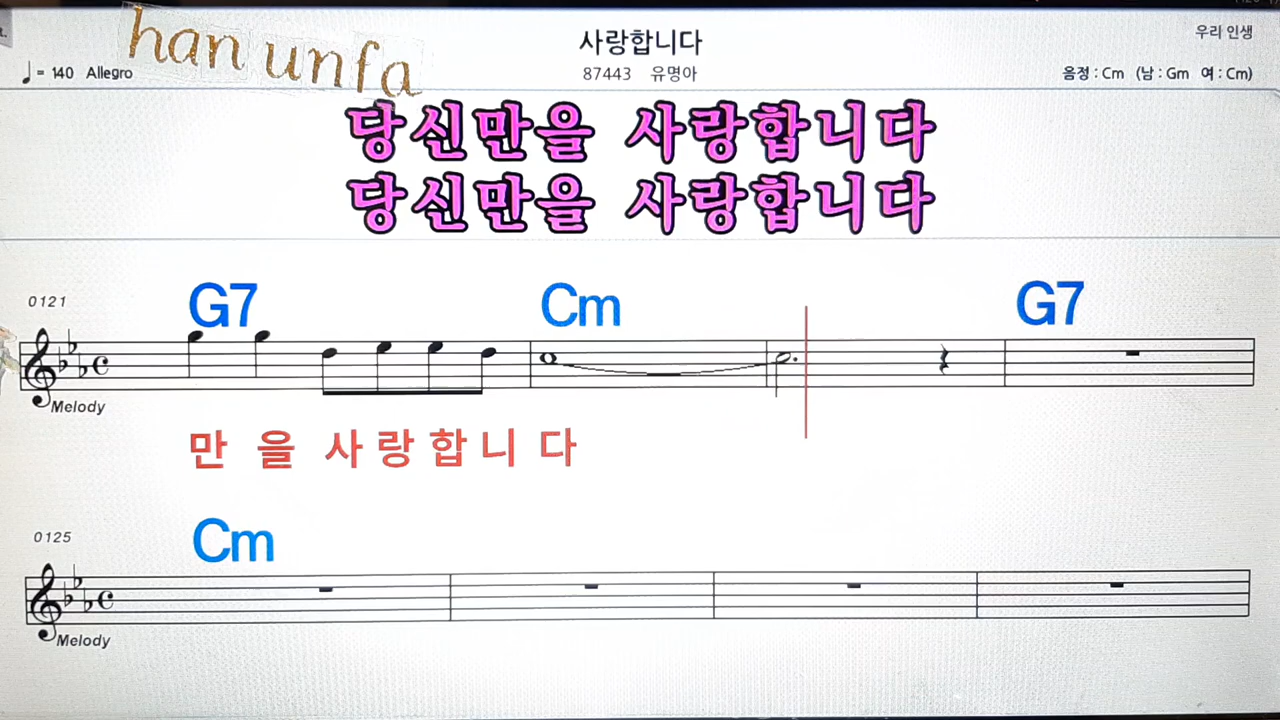 han unfa
사랑합니다
우리 인생
♩ = 140 Allegro
87443 유명아
음정 : Cm (남 : Gm 여 : Cm)
당신만을 사랑합니다
당신만을 사랑합니다
0121
G7 Cm G7
Melody
만 을 사 랑 합 니 다
0125
Cm
Melody